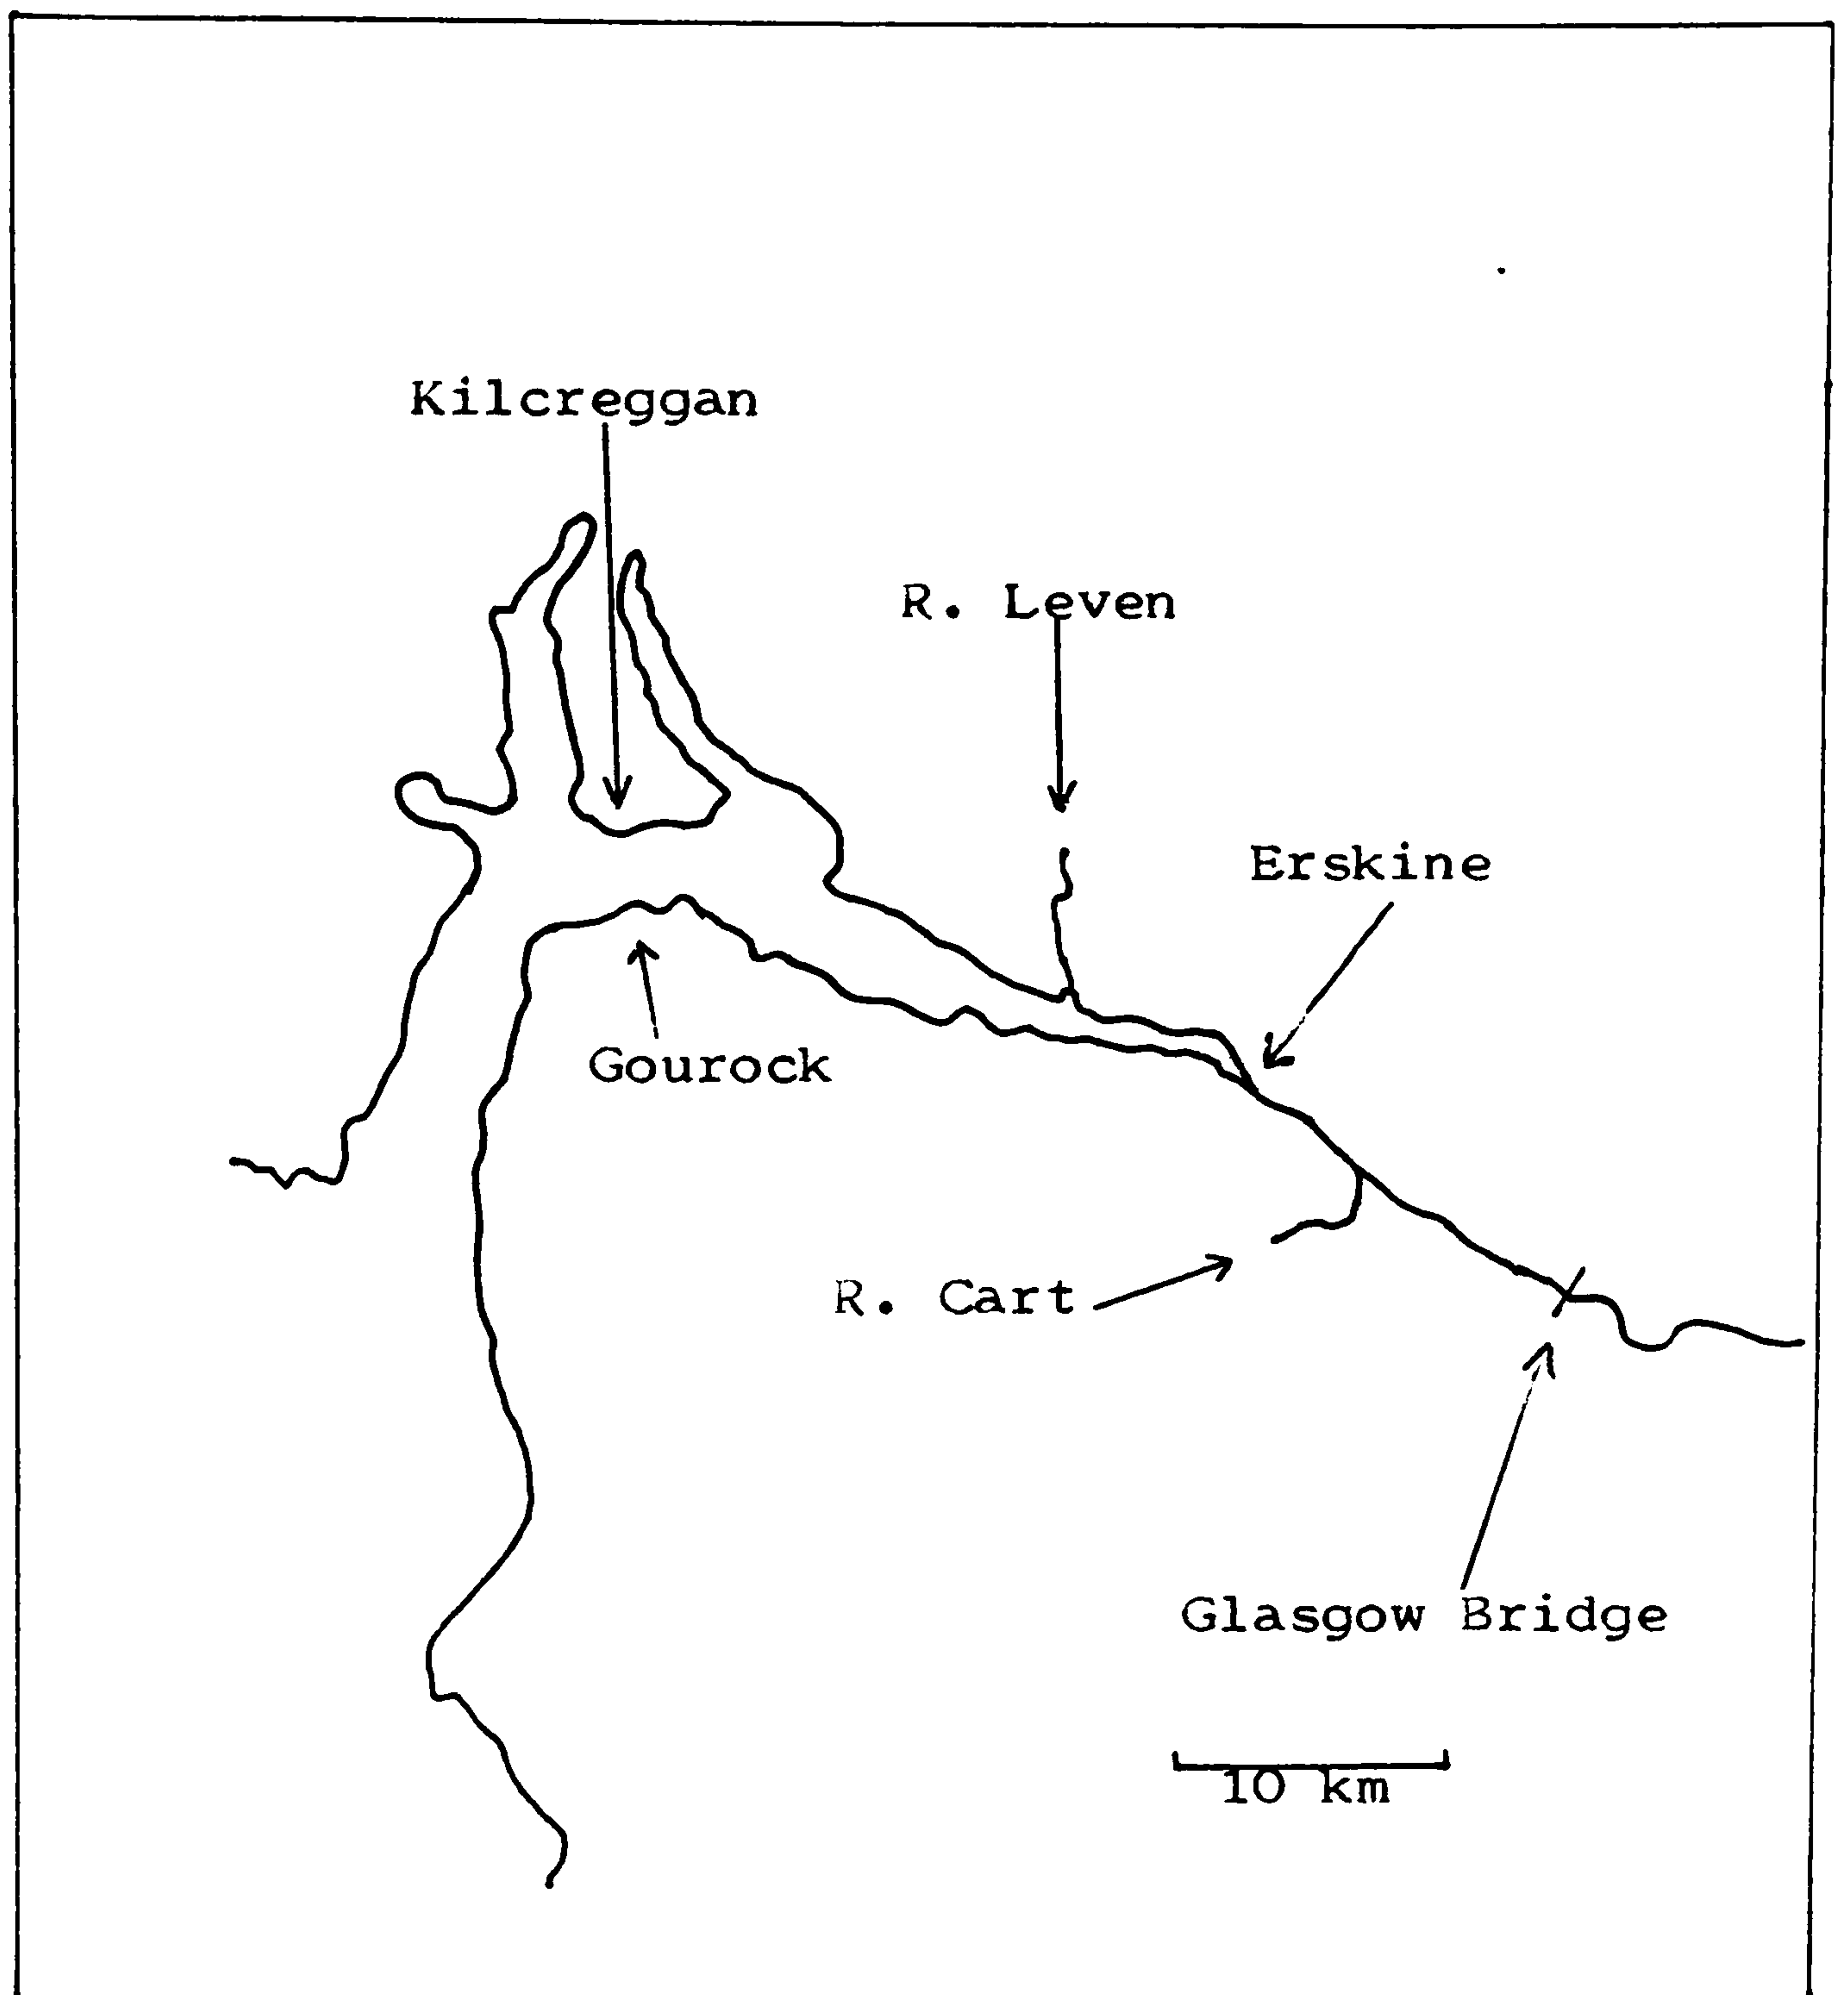 Kilcreggan
R. Leven
Erskine
Gourock
R. Cart
Glasgow Bridge
10 km